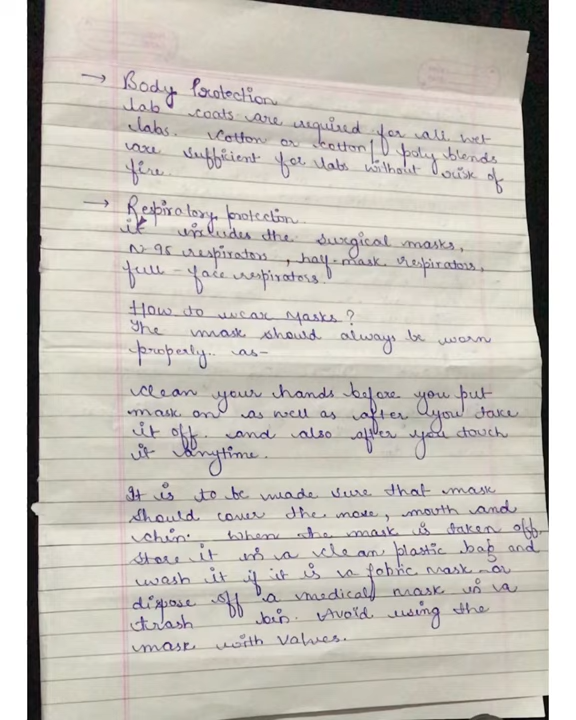 → Body Protection
Lab coats are required for all wet
labs. Cotton or cotton/poly blends
are sufficient for labs without risk of
fire.
→ Respiratory protection
it includes the surgical masks,
N-95 respirators, hay-mask respirators,
full-face respirators.
How to wear Masks?
The mask should always be worn
properly.. as-
clean your hands before you put
mask on as well as after you take
it off. and also after you touch
it anytime.
It is to be made sure that mask
should cover the nose, mouth and
chin. When the mask is taken off
store it in a clean plastic bag and
wash it if it is a fabric mask or
dispose off a medical mask in a
trash bin. Avoid using the
mask with Values.